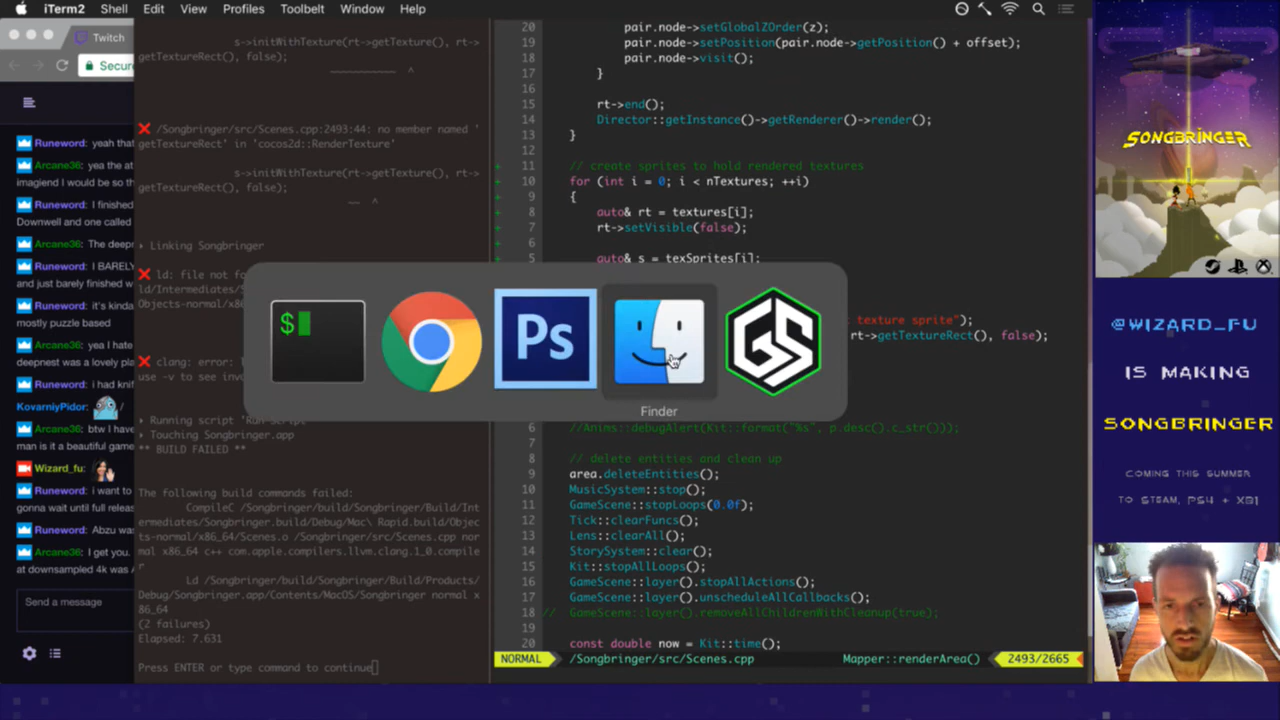 iTerm2 Shell Edit View Profiles Toolbelt Window Help
Twitch
Secure
Runeword: yeah that
Arcane36: yea the at
imagiend I would be so th
Runeword: I finished
Downwell and one called
Arcane36: The deepn
Runeword: I BARELY
and just barely finished w
Runeword: it's kinda
mostly puzzle based
Arcane36: yea I hate
deepnest was a lovely pla
Runeword: i had knif
KovarniyPidor: /
Arcane36: btw I have
man is it a beautiful game
Wizard_fu:
Runeword: i want to
gonna wait until full releas
Runeword: Abzu was
Arcane36: I get you.
at downsampled 4k was
Send a message
s->initWithTexture(rt->getTexture(), rt->
getTextureRect(), false);
~~~~~~~~~~~~ ^
/Songbringer/src/Scenes.cpp:2493:44: no member named '
getTextureRect' in 'cocos2d::RenderTexture'
s->initWithTexture(rt->getTexture(), rt->
getTextureRect(), false);
~~ ^
Linking Songbringer
ld: file not fo
ld/Intermediates/S
Objects-normal/x8
clang: error: l
use -v to see inv
Running script 'Run Script'
Touching Songbringer.app
** BUILD FAILED **
The following build commands failed:
CompileC /Songbringer/build/Songbringer/Build/Int
ermediates/Songbringer.build/Debug/Mac\ Rapid.build/Objec
ts-normal/x86_64/Scenes.o /Songbringer/src/Scenes.cpp nor
mal x86_64 c++ com.apple.compilers.llvm.clang.1_0.compile
r
Ld /Songbringer/build/Songbringer/Build/Products/
Debug/Songbringer.app/Contents/MacOS/Songbringer normal x
86_64
(2 failures)
Elapsed: 7.631
Press ENTER or type command to continue
20 pair.node->setGlobalZOrder(z);
19 pair.node->setPosition(pair.node->getPosition() + offset);
18 pair.node->visit();
17 }
16
15 rt->end();
14 Director::getInstance()->getRenderer()->render();
13 }
12
11 // create sprites to hold rendered textures
10 for (int i = 0; i < nTextures; ++i)
9 {
8 auto& rt = textures[i];
7 rt->setVisible(false);
6
5 auto& s = texSprites[i];
t texture sprite");
rt->getTextureRect(), false);
$
Ps
GS
Finder
6 //Anims::debugAlert(Kit::format("%s", p.desc().c_str()));
7
8 // delete entities and clean up
9 area.deleteEntities();
10 MusicSystem::stop();
11 GameScene::stopLoops(0.0f);
12 Tick::clearFuncs();
13 Lens::clearAll();
14 StorySystem::clear();
15 Kit::stopAllLoops();
16 GameScene::layer().stopAllActions();
17 GameScene::layer().unscheduleAllCallbacks();
18 // GameScene::layer().removeAllChildrenWithCleanup(true);
19
20 const double now = Kit::time();
NORMAL /Songbringer/src/Scenes.cpp Mapper::renderArea() 2493/2665
SONGBRINGER
@WIZARD_FU
IS MAKING
SONGBRINGER
COMING THIS SUMMER
TO STEAM, PS4 + XB1